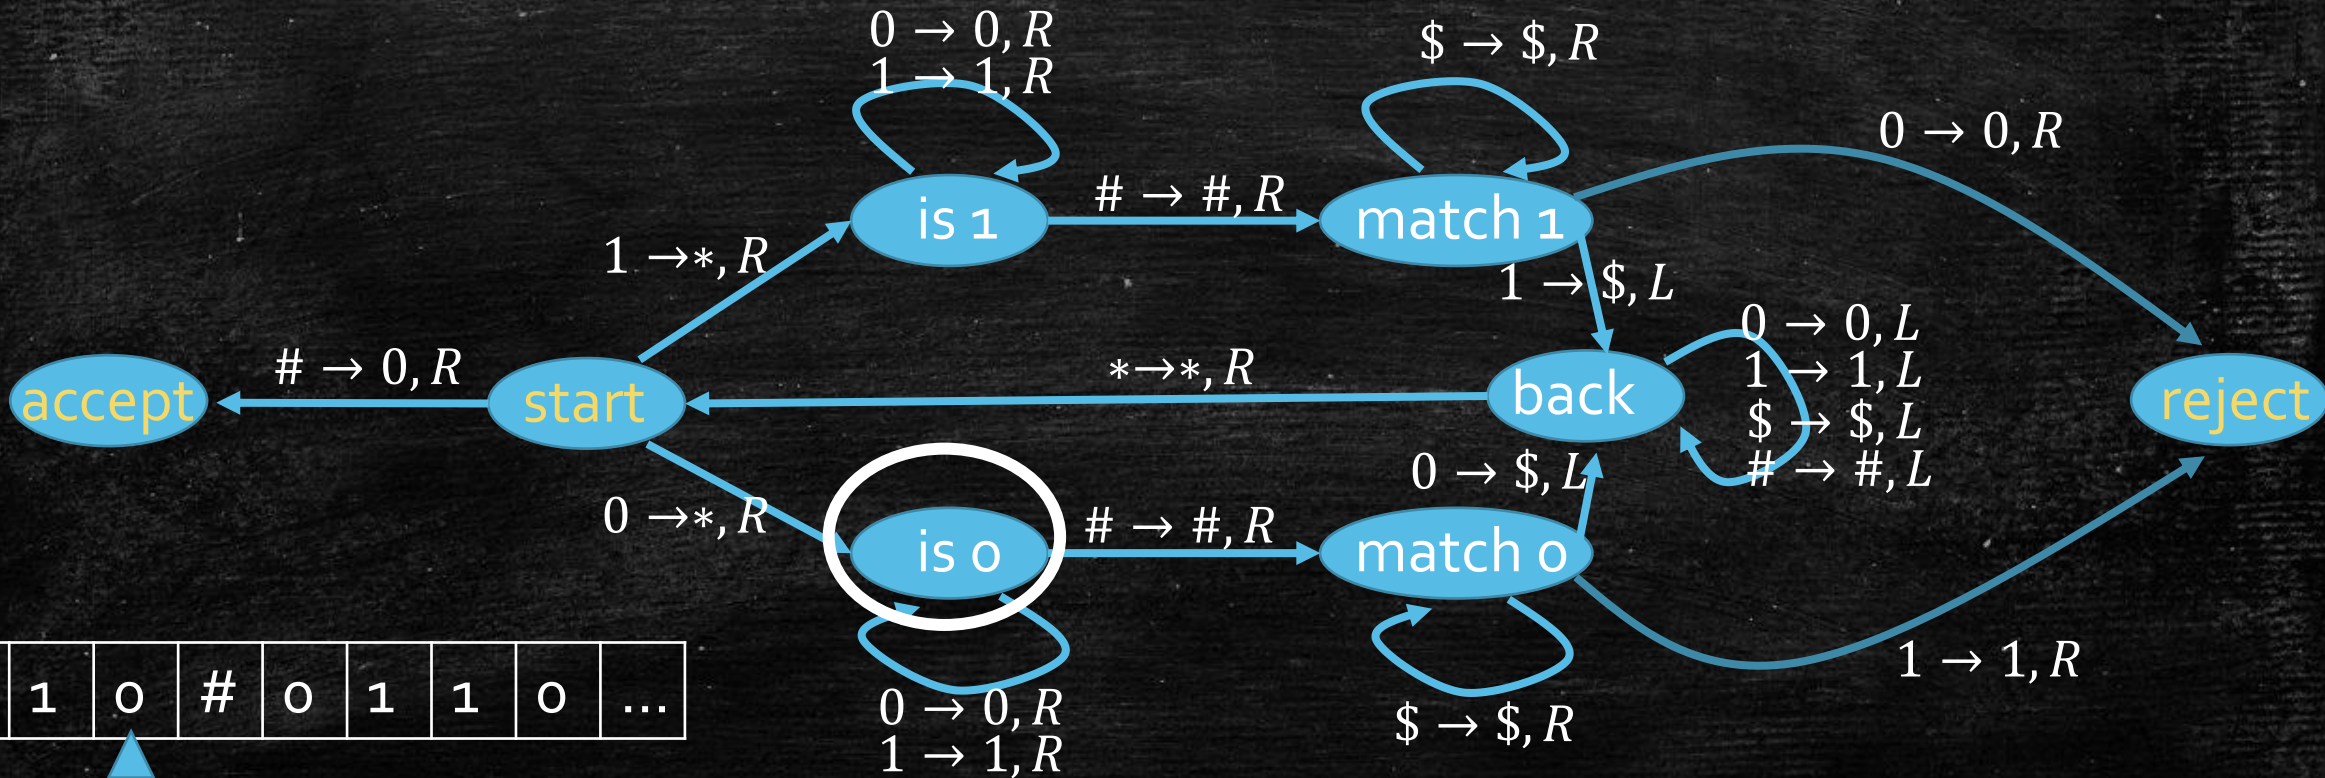 0 → 0, R
1 → 1, R
$ → $, R
0 → 0, R
is 1
# → #, R
match 1
1 →*, R
1 → $, L
accept
# → 0, R
start
*→*, R
back
0 → 0, L
1 → 1, L
$ → $, L
# → #, L
reject
0 → $, L
0 →*, R
is 0
# → #, R
match 0
1 → 1, R
1 0 # 0 1 1 0 ...
0 → 0, R
1 → 1, R
$ → $, R